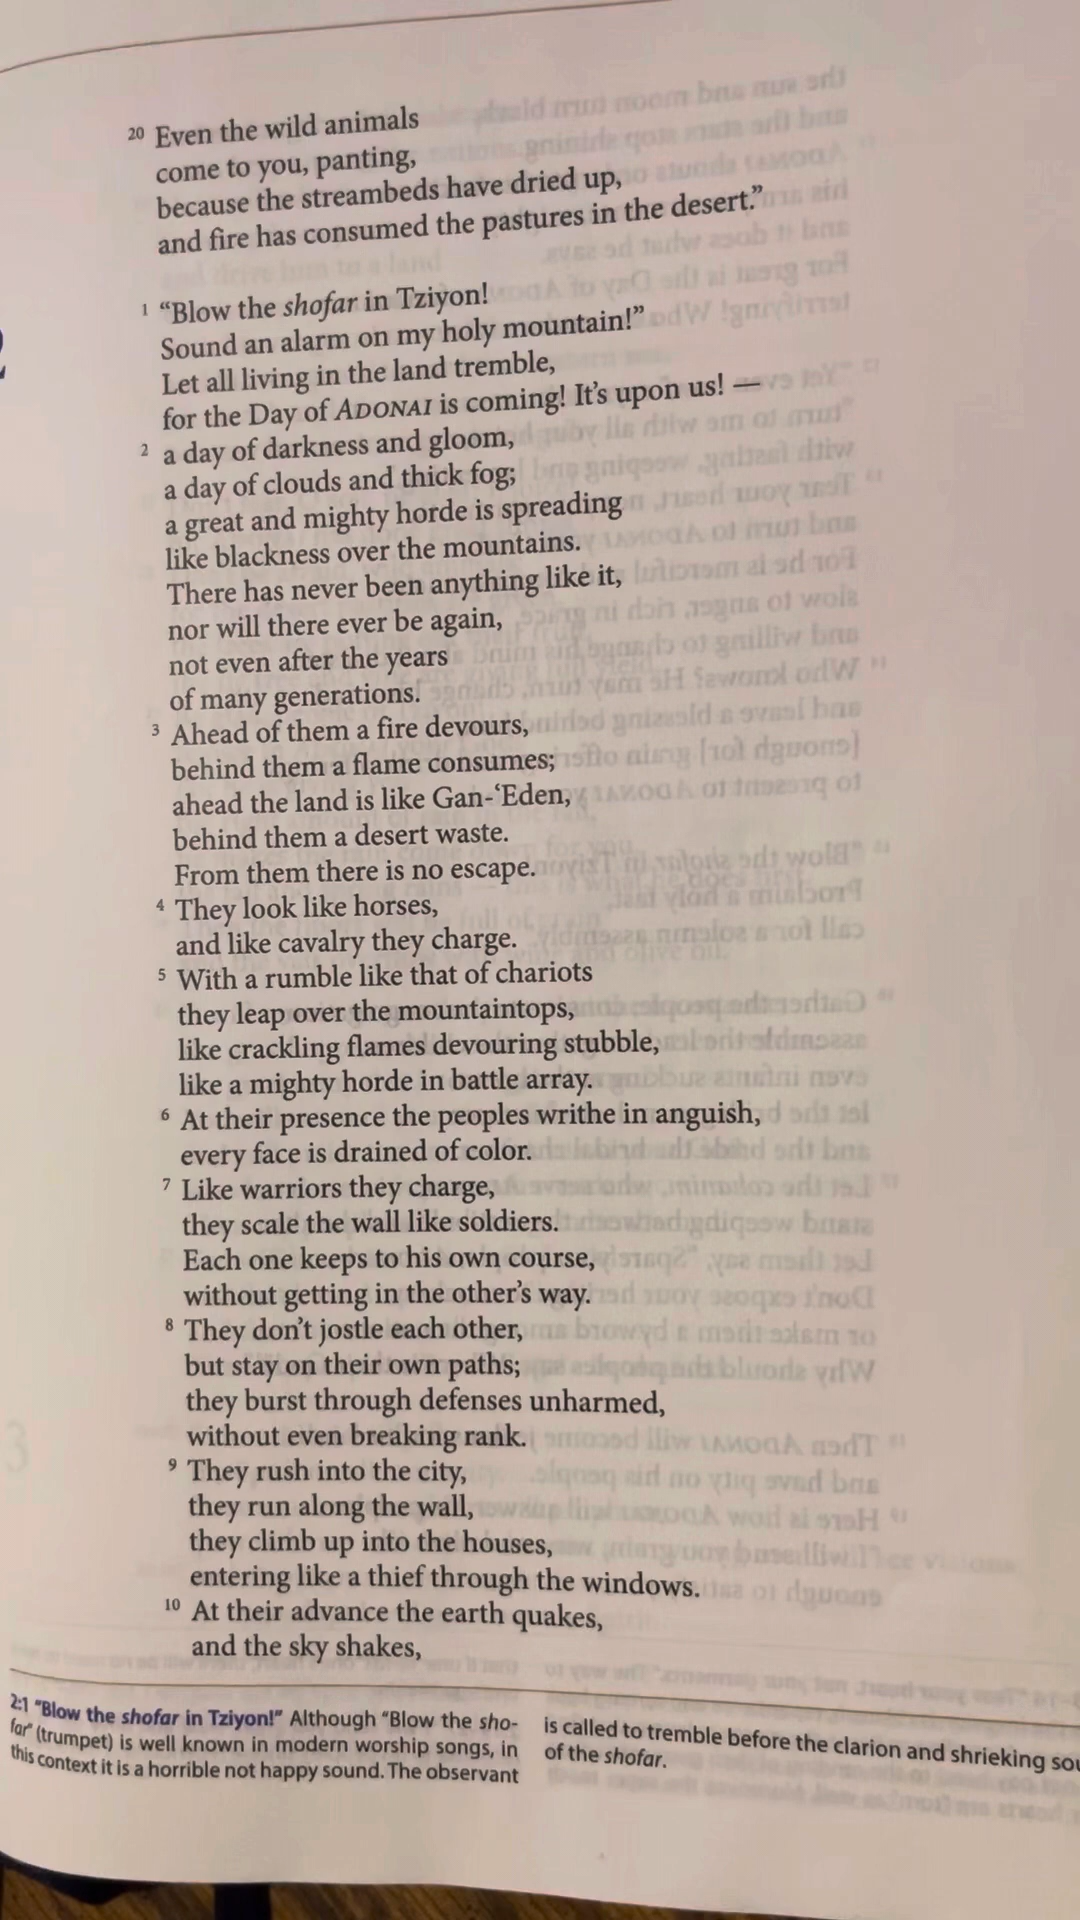 20 Even the wild animals
come to you, panting,
because the streambeds have dried up,
and fire has consumed the pastures in the desert.”
1 “Blow the shofar in Tziyon!
Sound an alarm on my holy mountain!”
Let all living in the land tremble,
for the Day of ADONAI is coming! It’s upon us! —
2 a day of darkness and gloom,
a day of clouds and thick fog;
a great and mighty horde is spreading
like blackness over the mountains.
There has never been anything like it,
nor will there ever be again,
not even after the years
of many generations.
3 Ahead of them a fire devours,
behind them a flame consumes;
ahead the land is like Gan-‘Eden,
behind them a desert waste.
From them there is no escape.
4 They look like horses,
and like cavalry they charge.
5 With a rumble like that of chariots
they leap over the mountaintops,
like crackling flames devouring stubble,
like a mighty horde in battle array.
6 At their presence the peoples writhe in anguish,
every face is drained of color.
7 Like warriors they charge,
they scale the wall like soldiers.
Each one keeps to his own course,
without getting in the other’s way.
8 They don’t jostle each other,
but stay on their own paths;
they burst through defenses unharmed,
without even breaking rank.
9 They rush into the city,
they run along the wall,
they climb up into the houses,
entering like a thief through the windows.
10 At their advance the earth quakes,
and the sky shakes,
2:1 “Blow the shofar in Tziyon!” Although “Blow the sho-
far” (trumpet) is well known in modern worship songs, in
this context it is a horrible not happy sound. The observant
is called to tremble before the clarion and shrieking sou
of the shofar.